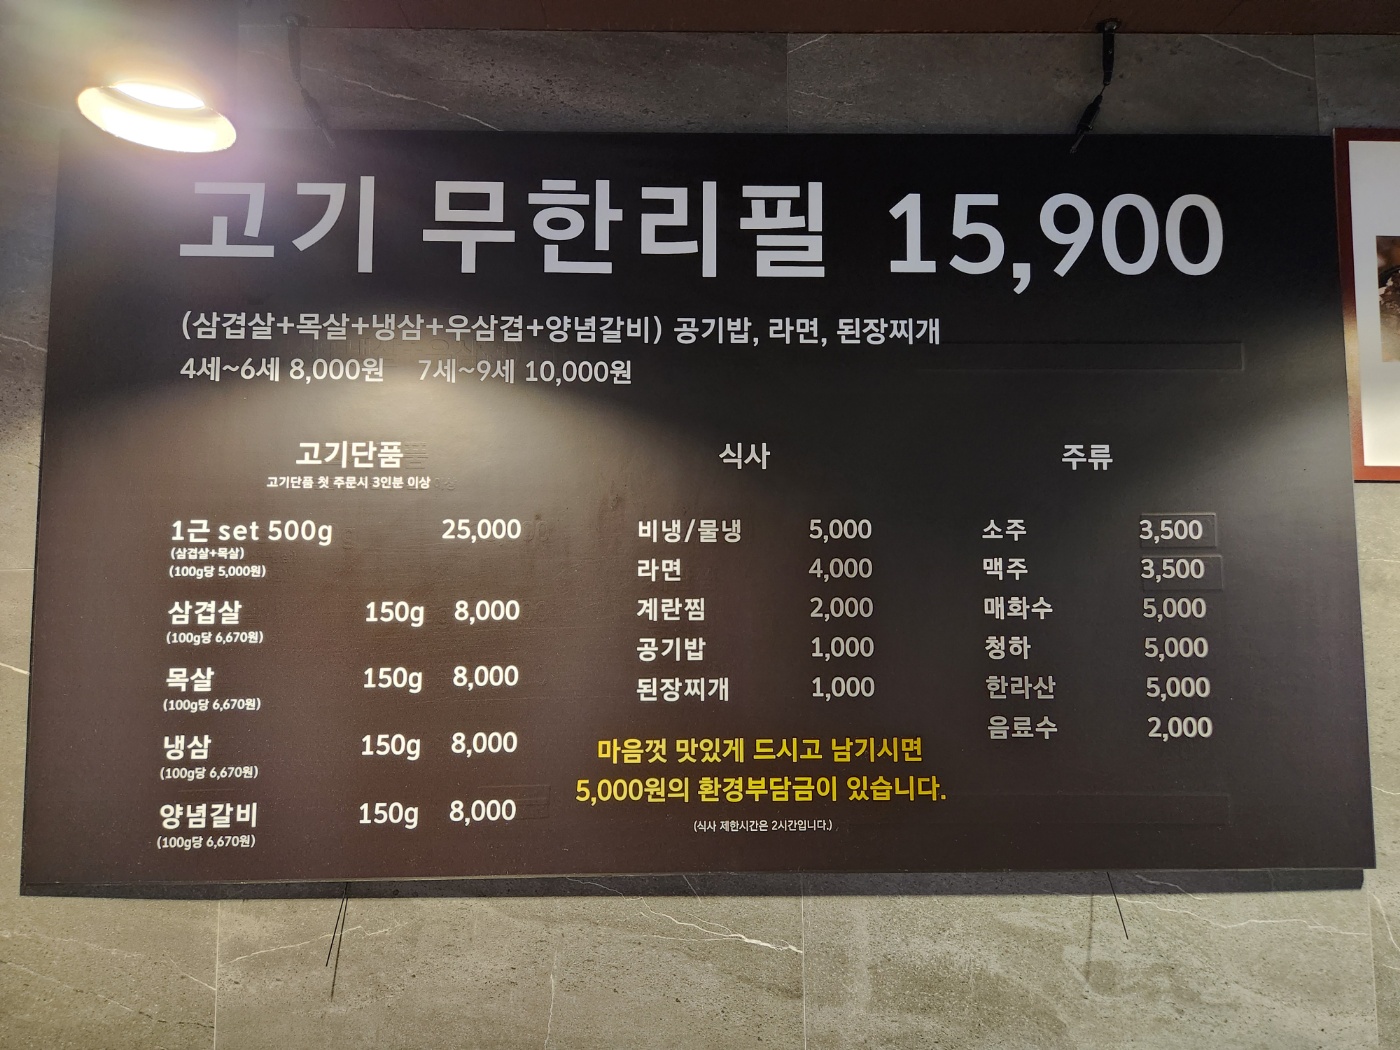 고기 무한리필 15,900
(삼겹살+목살+냉삼+우삼겹+양념갈비) 공기밥, 라면, 된장찌개
4세~6세 8,000원 7세~9세 10,000원
고기단품
고기단품 첫 주문시 3인분 이상
1근 set 500g 25,000
(삼겹살+목살)
(100g당 5,000원)
삼겹살 150g 8,000
(100g당 6,670원)
목살 150g 8,000
(100g당 6,670원)
냉삼 150g 8,000
(100g당 6,670원)
양념갈비 150g 8,000
(100g당 6,670원)
식사
비냉/물냉 5,000
라면 4,000
계란찜 2,000
공기밥 1,000
된장찌개 1,000
주류
소주 3,500
맥주 3,500
매화수 5,000
청하 5,000
한라산 5,000
음료수 2,000
마음껏 맛있게 드시고 남기시면
5,000원의 환경부담금이 있습니다.
(식사 제한시간은 2시간입니다.)